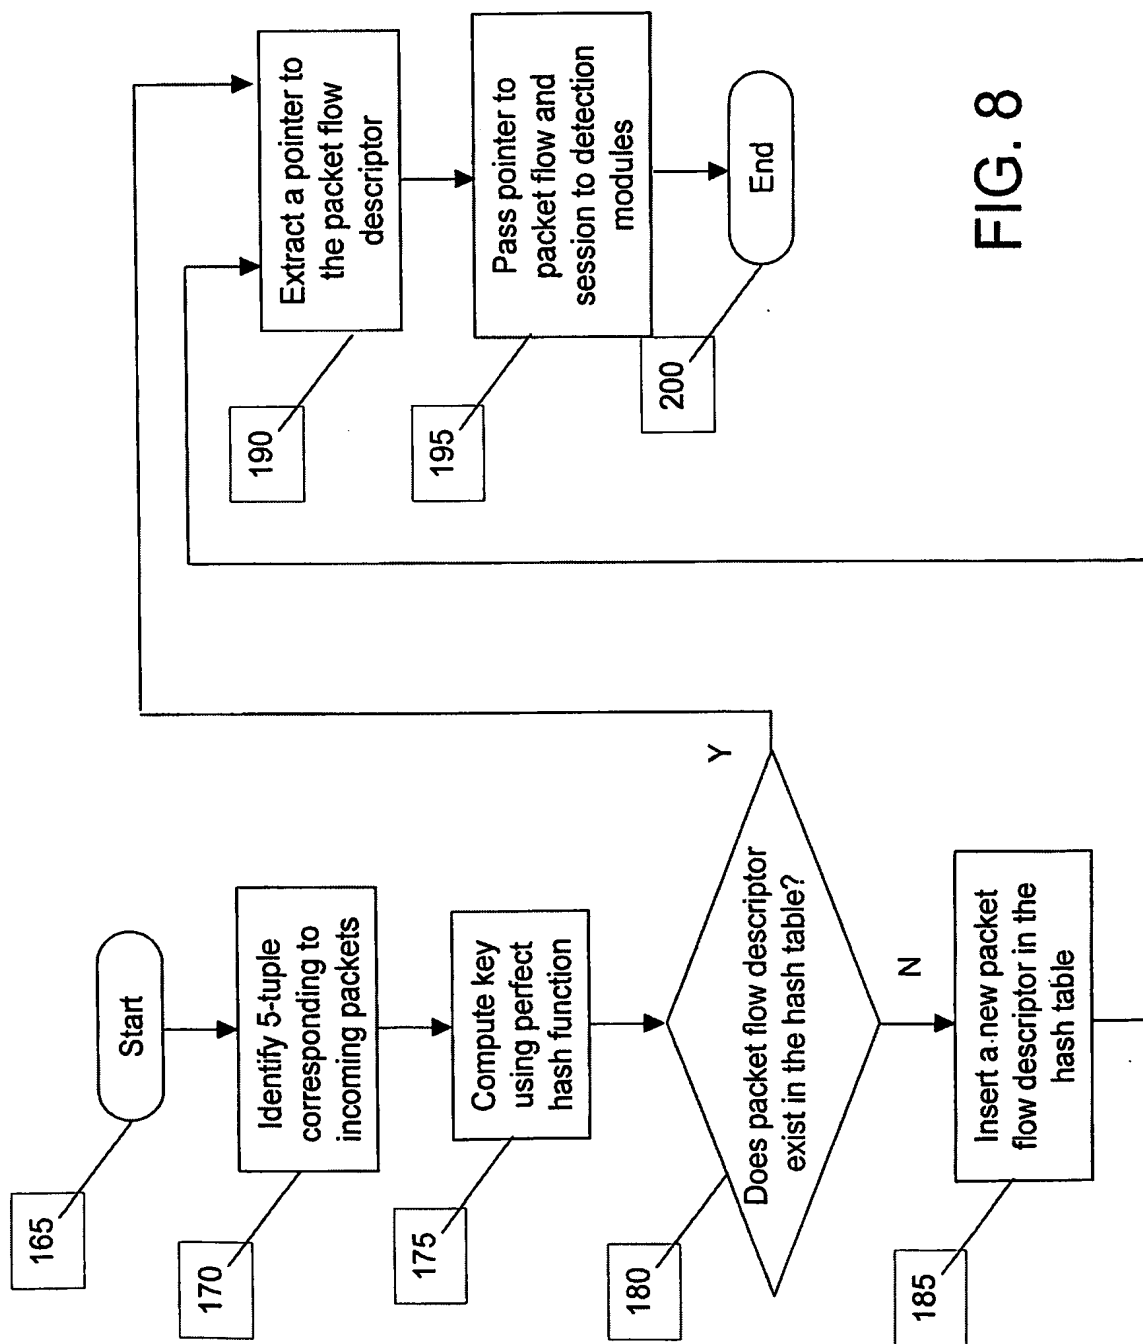 165
Start
170
Identify 5-tuple
corresponding to
incoming packets
175
Compute key
using perfect
hash function
180
Does packet flow descriptor
exist in the hash table?
Y
N
185
Insert a new packet
flow descriptor in the
hash table
190
Extract a pointer to
the packet flow
descriptor
195
Pass pointer to
packet flow and
session to detection
modules
200
End
FIG. 8